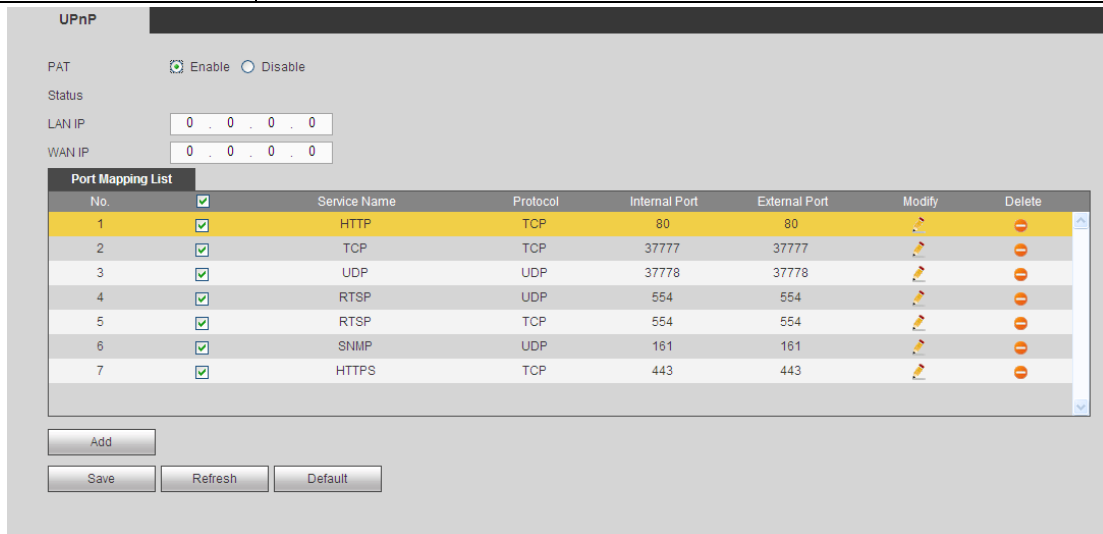 UPnP
PAT Enable Disable
Status
LAN IP 0 . 0 . 0 . 0
WAN IP 0 . 0 . 0 . 0
Port Mapping List
No. Service Name Protocol Internal Port External Port Modify Delete
1 HTTP TCP 80 80
2 TCP TCP 37777 37777
3 UDP UDP 37778 37778
4 RTSP UDP 554 554
5 RTSP TCP 554 554
6 SNMP UDP 161 161
7 HTTPS TCP 443 443
Add
Save Refresh Default